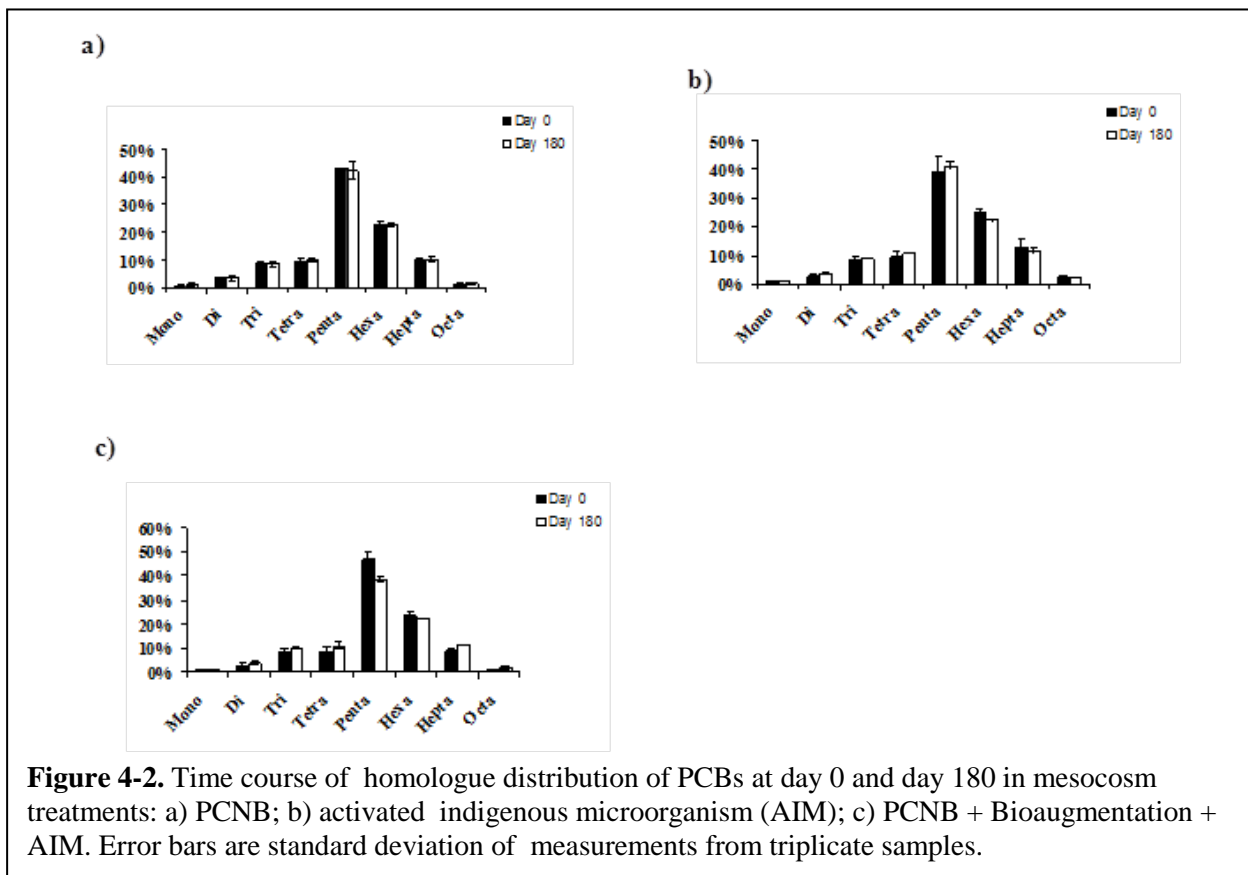 a)
Day 0
Day 180
50%
40%
30%
20%
10%
0%
Mono
Di
Tri
Tetra
Penta
Hexa
Hepta
Octa
b)
Day 0
Day 180
50%
40%
30%
20%
10%
0%
Mono
Di
Tri
Tetra
Penta
Hexa
Hepta
Octa
c)
Day 0
Day 180
60%
50%
40%
30%
20%
10%
0%
Mono
Di
Tri
Tetra
Penta
Hexa
Hepta
Octa
Figure 4-2. Time course of homologue distribution of PCBs at day 0 and day 180 in mesocosm
treatments: a) PCNB; b) activated indigenous microorganism (AIM); c) PCNB + Bioaugmentation +
AIM. Error bars are standard deviation of measurements from triplicate samples.